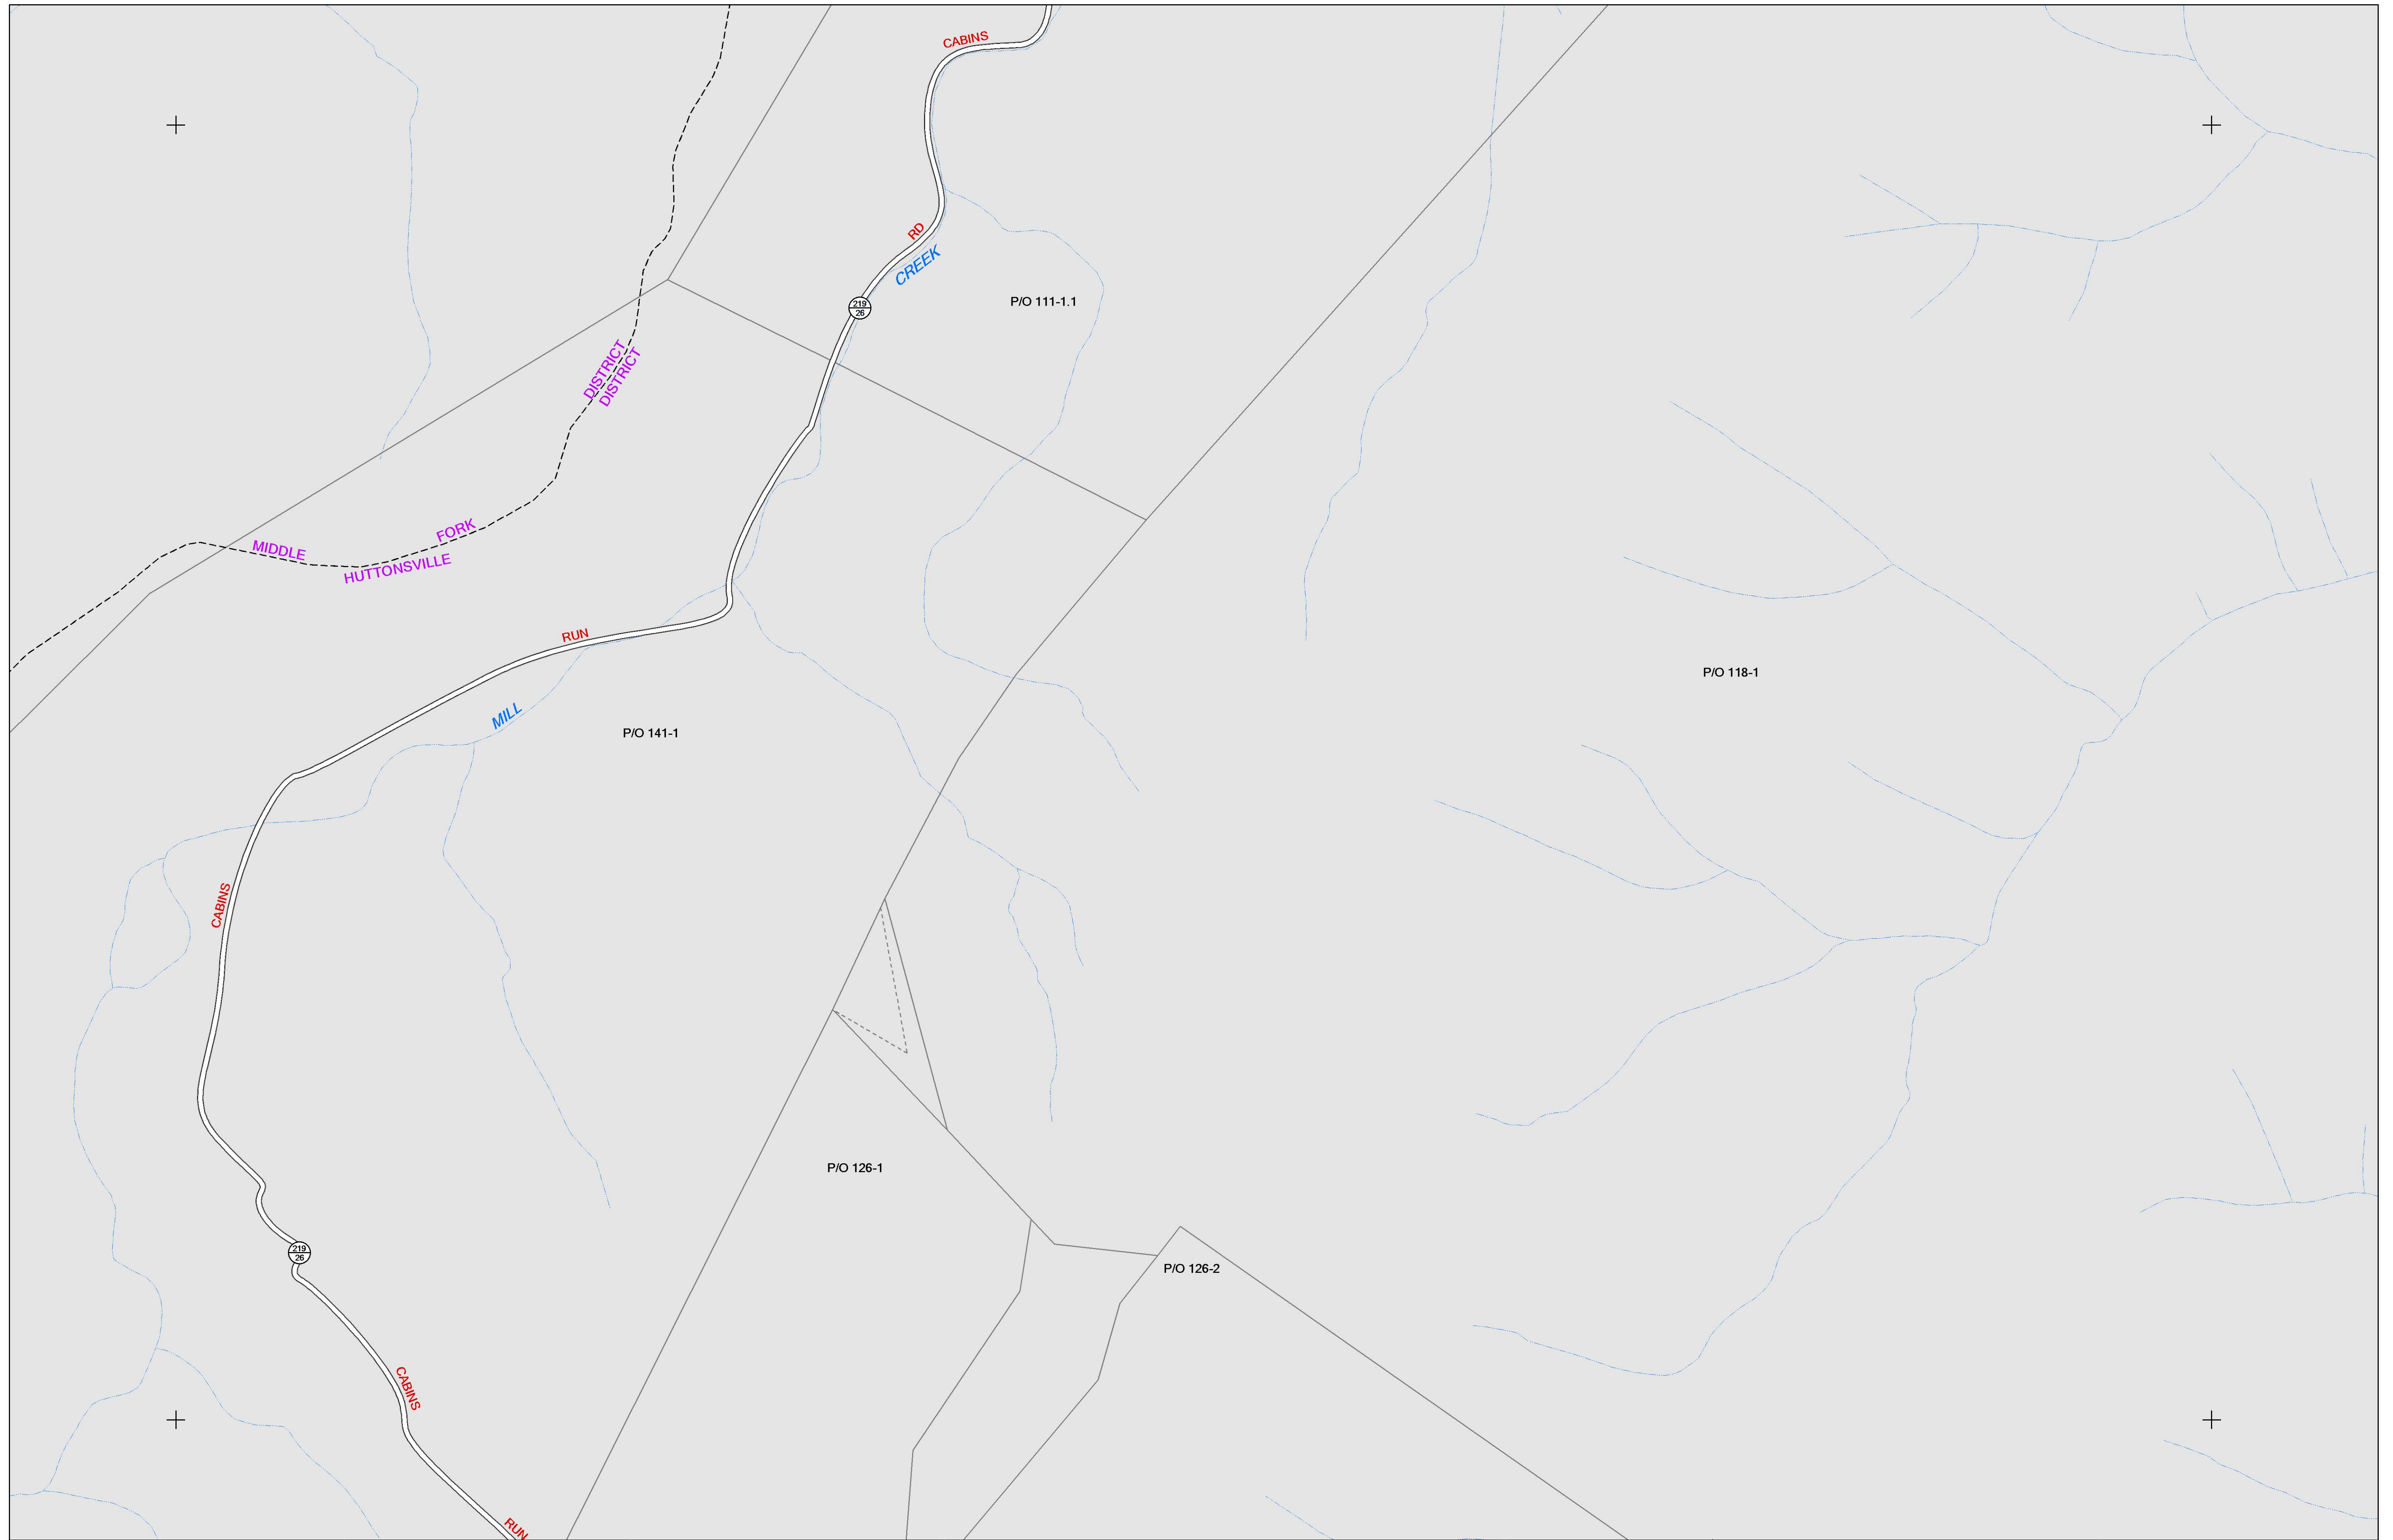 CABINS
RD
CREEK
219
26
P/O 111-1.1
DISTRICT
DISTRICT
MIDDLE
FORK
HUTTONSVILLE
RUN
P/O 118-1
MILL
P/O 141-1
CABINS
P/O 126-1
219
26
P/O 126-2
CABINS
RUN